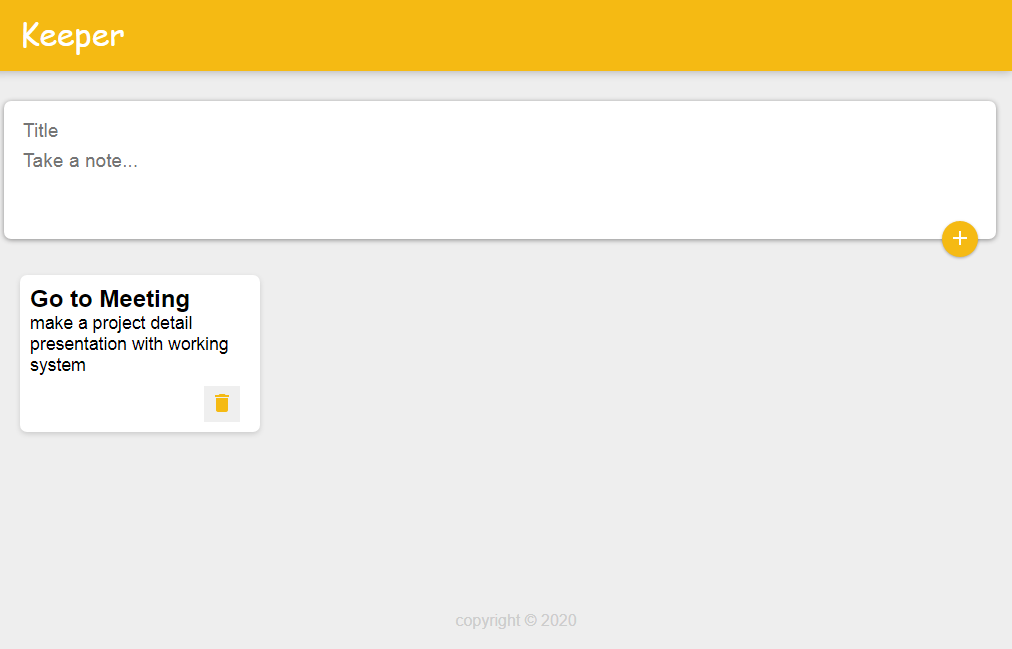 Keeper
Title
Take a note...
Go to Meeting
make a project detail
presentation with working
system
copyright © 2020